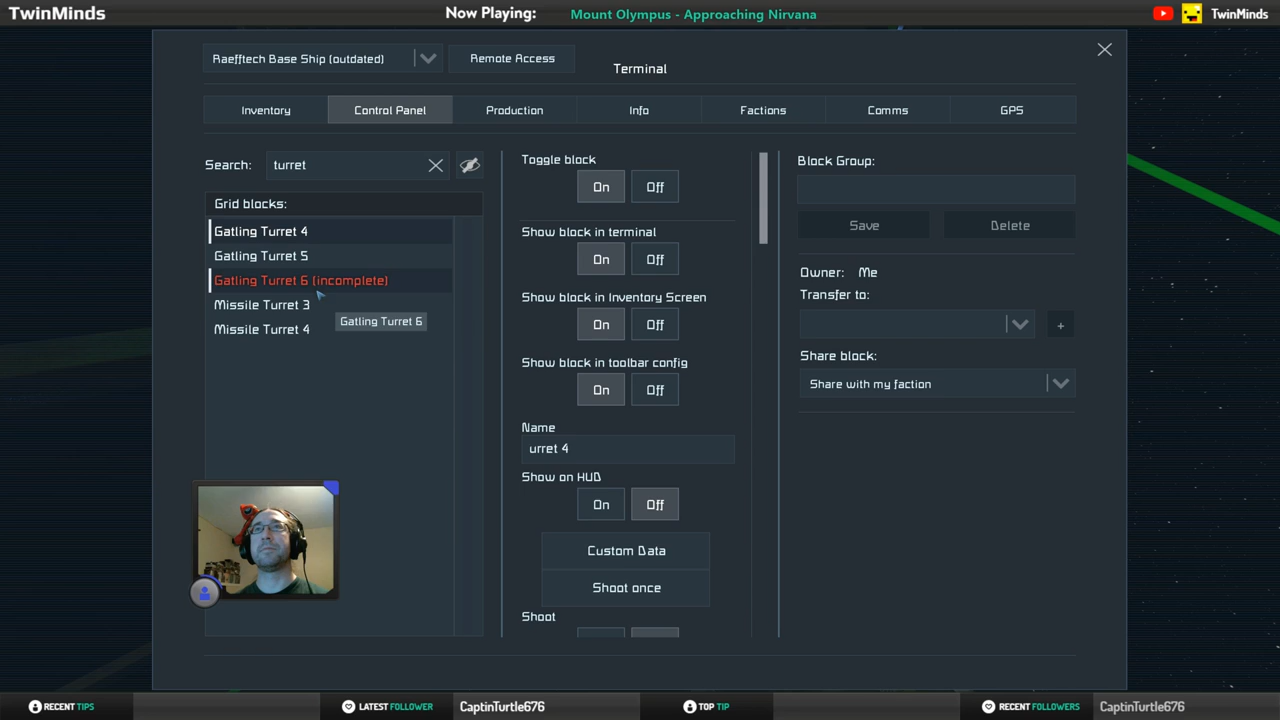 TwinMinds
Now Playing: Mount Olympus - Approaching Nirvana
TwinMinds
Raefftech Base Ship (outdated)
Remote Access
Terminal
Inventory
Control Panel
Production
Info
Factions
Comms
GPS
Search: turret
Grid blocks:
Gatling Turret 4
Gatling Turret 5
Gatling Turret 6 (incomplete)
Missile Turret 3
Missile Turret 4
Gatling Turret 6
Toggle block
On Off
Show block in terminal
On Off
Show block in Inventory Screen
On Off
Show block in toolbar config
On Off
Name
urret 4
Show on HUD
On Off
Custom Data
Shoot once
Shoot
Block Group:
Save Delete
Owner: Me
Transfer to:
+
Share block:
Share with my faction
RECENT TIPS
LATEST FOLLOWER CaptinTurtle676
TOP TIP
RECENT FOLLOWERS CaptinTurtle676